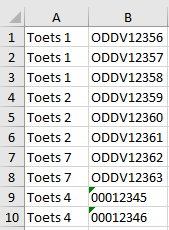 A B
1 Toets 1 ODDV12356
2 Toets 1 ODDV12357
3 Toets 1 ODDV12358
4 Toets 2 ODDV12359
5 Toets 2 ODDV12360
6 Toets 2 ODDV12361
7 Toets 7 ODDV12362
8 Toets 7 ODDV12363
9 Toets 4 00012345
10 Toets 4 00012346